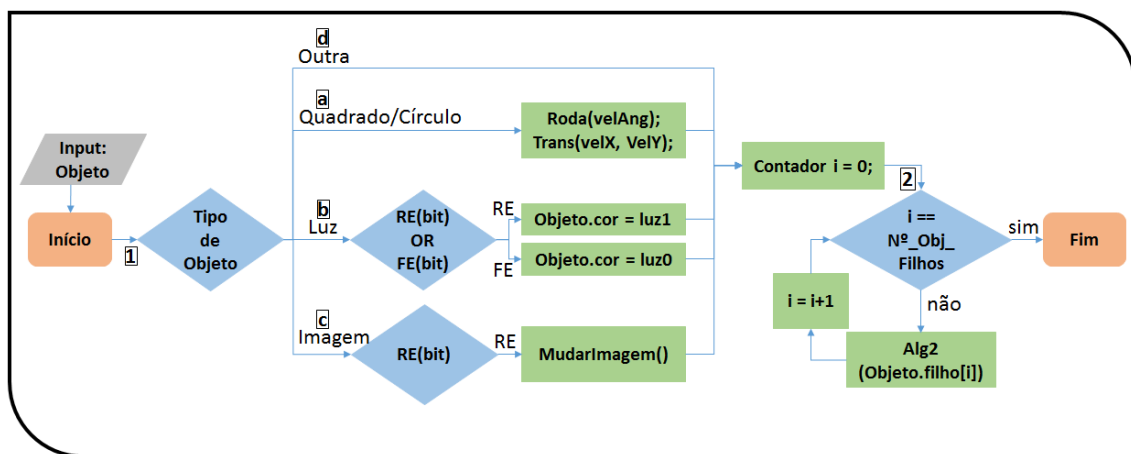 d
Outra
a
Quadrado/Círculo
Roda(velAng);
Trans(velX, VelY);
Input:
Objeto
Contador i = 0;
2
Tipo
de
Objeto
Início
1
b
Luz
RE(bit)
OR
FE(bit)
RE
Objeto.cor = luz1
FE
Objeto.cor = luz0
i ==
Nº_Obj_
Filhos
sim
Fim
não
i = i+1
c
Imagem
RE(bit)
RE
MudarImagem()
Alg2
(Objeto.filho[i])